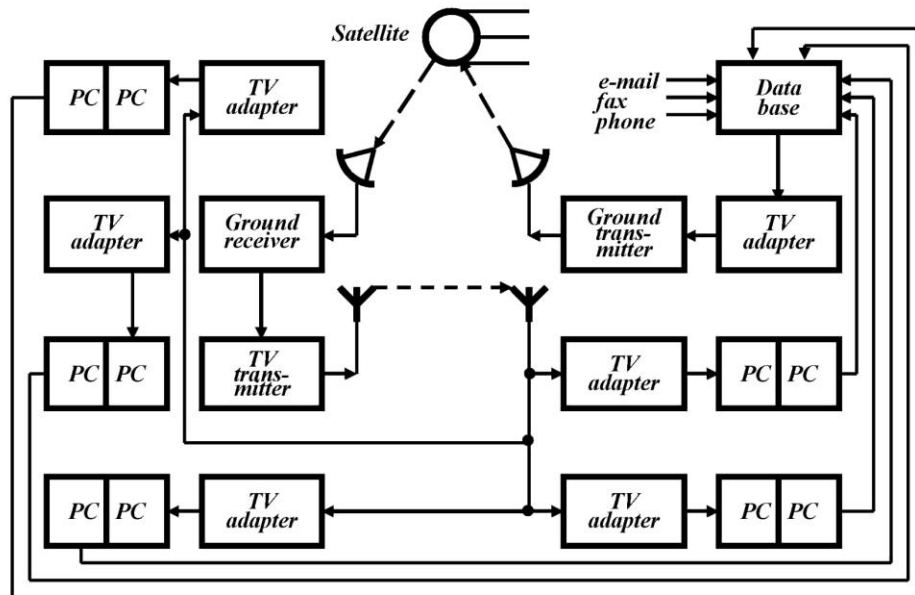 Satellite
PC PC
TV
adapter
e-mail
fax
phone
Data
base
TV
adapter
Ground
receiver
Ground
trans-
mitter
TV
adapter
PC PC
TV
trans-
mitter
TV
adapter
PC PC
PC PC
TV
adapter
TV
adapter
PC PC